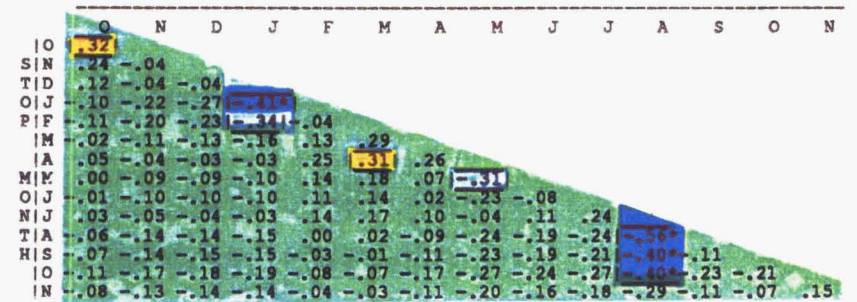 O N D J F M A M J J A S O N
|O .32
S|N .24 -.04
T|D .12 -.04 -.04
O|J -.10 -.22 -.27 -.41*
P|F .11 -.20 -.23 -.34 -.04
|M -.02 -.11 -.13 -.16 .13 .29
|A .05 -.04 -.03 -.03 .25 .31 .26
M|M .00 -.09 -.09 -.10 .14 .18 .07 -.31
O|J -.01 -.10 -.10 -.10 .11 .14 .02 -.23 -.08
N|J .03 -.05 -.04 -.03 .14 .17 .10 -.04 .11 .24
T|A -.06 -.14 -.14 -.15 .00 .02 -.09 -.24 -.19 -.24 -.56*
H|S -.07 -.14 -.15 -.15 -.03 -.01 -.11 -.23 -.19 -.21 -.40* -.11
|O -.11 -.17 -.18 -.19 -.08 -.07 -.17 -.27 -.24 -.27 -.40* -.23 -.21
|N -.08 -.13 -.14 -.14 -.04 -.03 -.11 -.20 -.16 -.18 -.29 -.11 -.07 .15